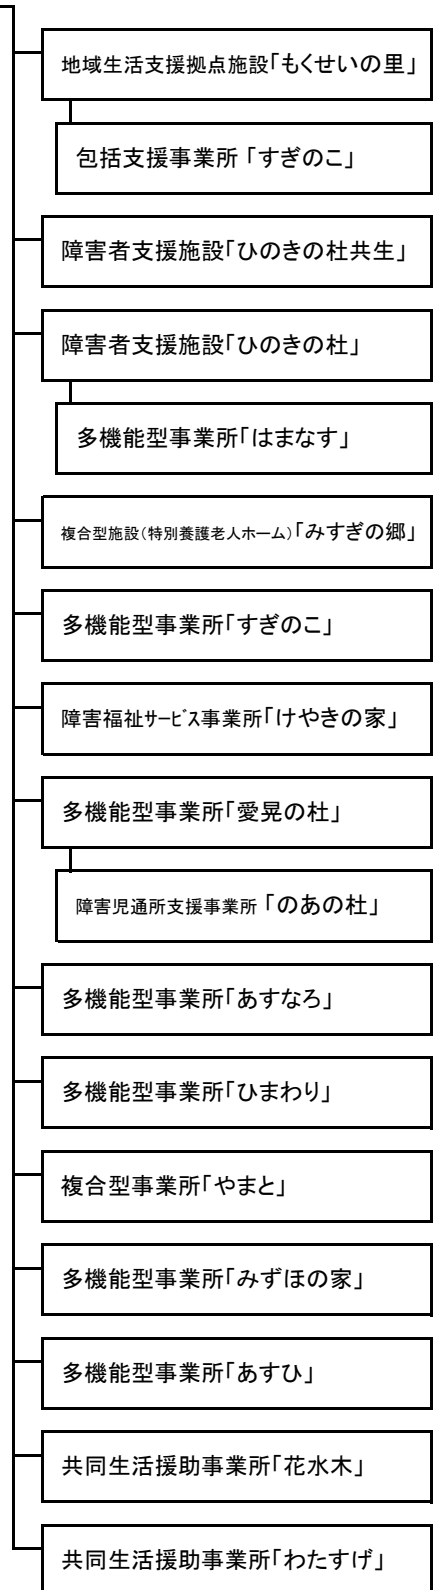 地域生活支援拠点施設「もくせいの里」
包括支援事業所「すぎのこ」
障害者支援施設「ひのきの杜共生」
障害者支援施設「ひのきの杜」
多機能型事業所「はまなす」
複合型施設(特別養護老人ホーム)「みすぎの郷」
多機能型事業所「すぎのこ」
障害福祉ｻｰﾋﾞｽ事業所「けやきの家」
多機能型事業所「愛晃の杜」
障害児通所支援事業所「のあの杜」
多機能型事業所「あすなろ」
多機能型事業所「ひまわり」
複合型事業所「やまと」
多機能型事業所「みずほの家」
多機能型事業所「あすひ」
共同生活援助事業所「花水木」
共同生活援助事業所「わたすげ」